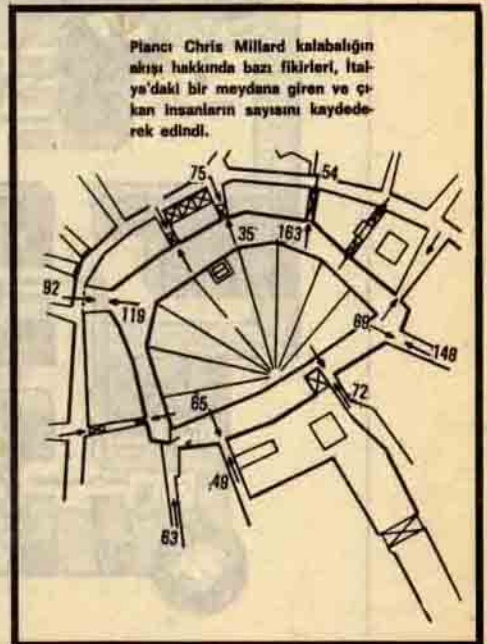 Plancı Chris Millard kalabalığın
akışı hakkında bazı fikirleri, İtal-
ya'daki bir meydana giren ve çı-
kan insanların sayısını kaydede-
rek edindi.
75
54
35
163
92
119
69
148
65
72
49
63